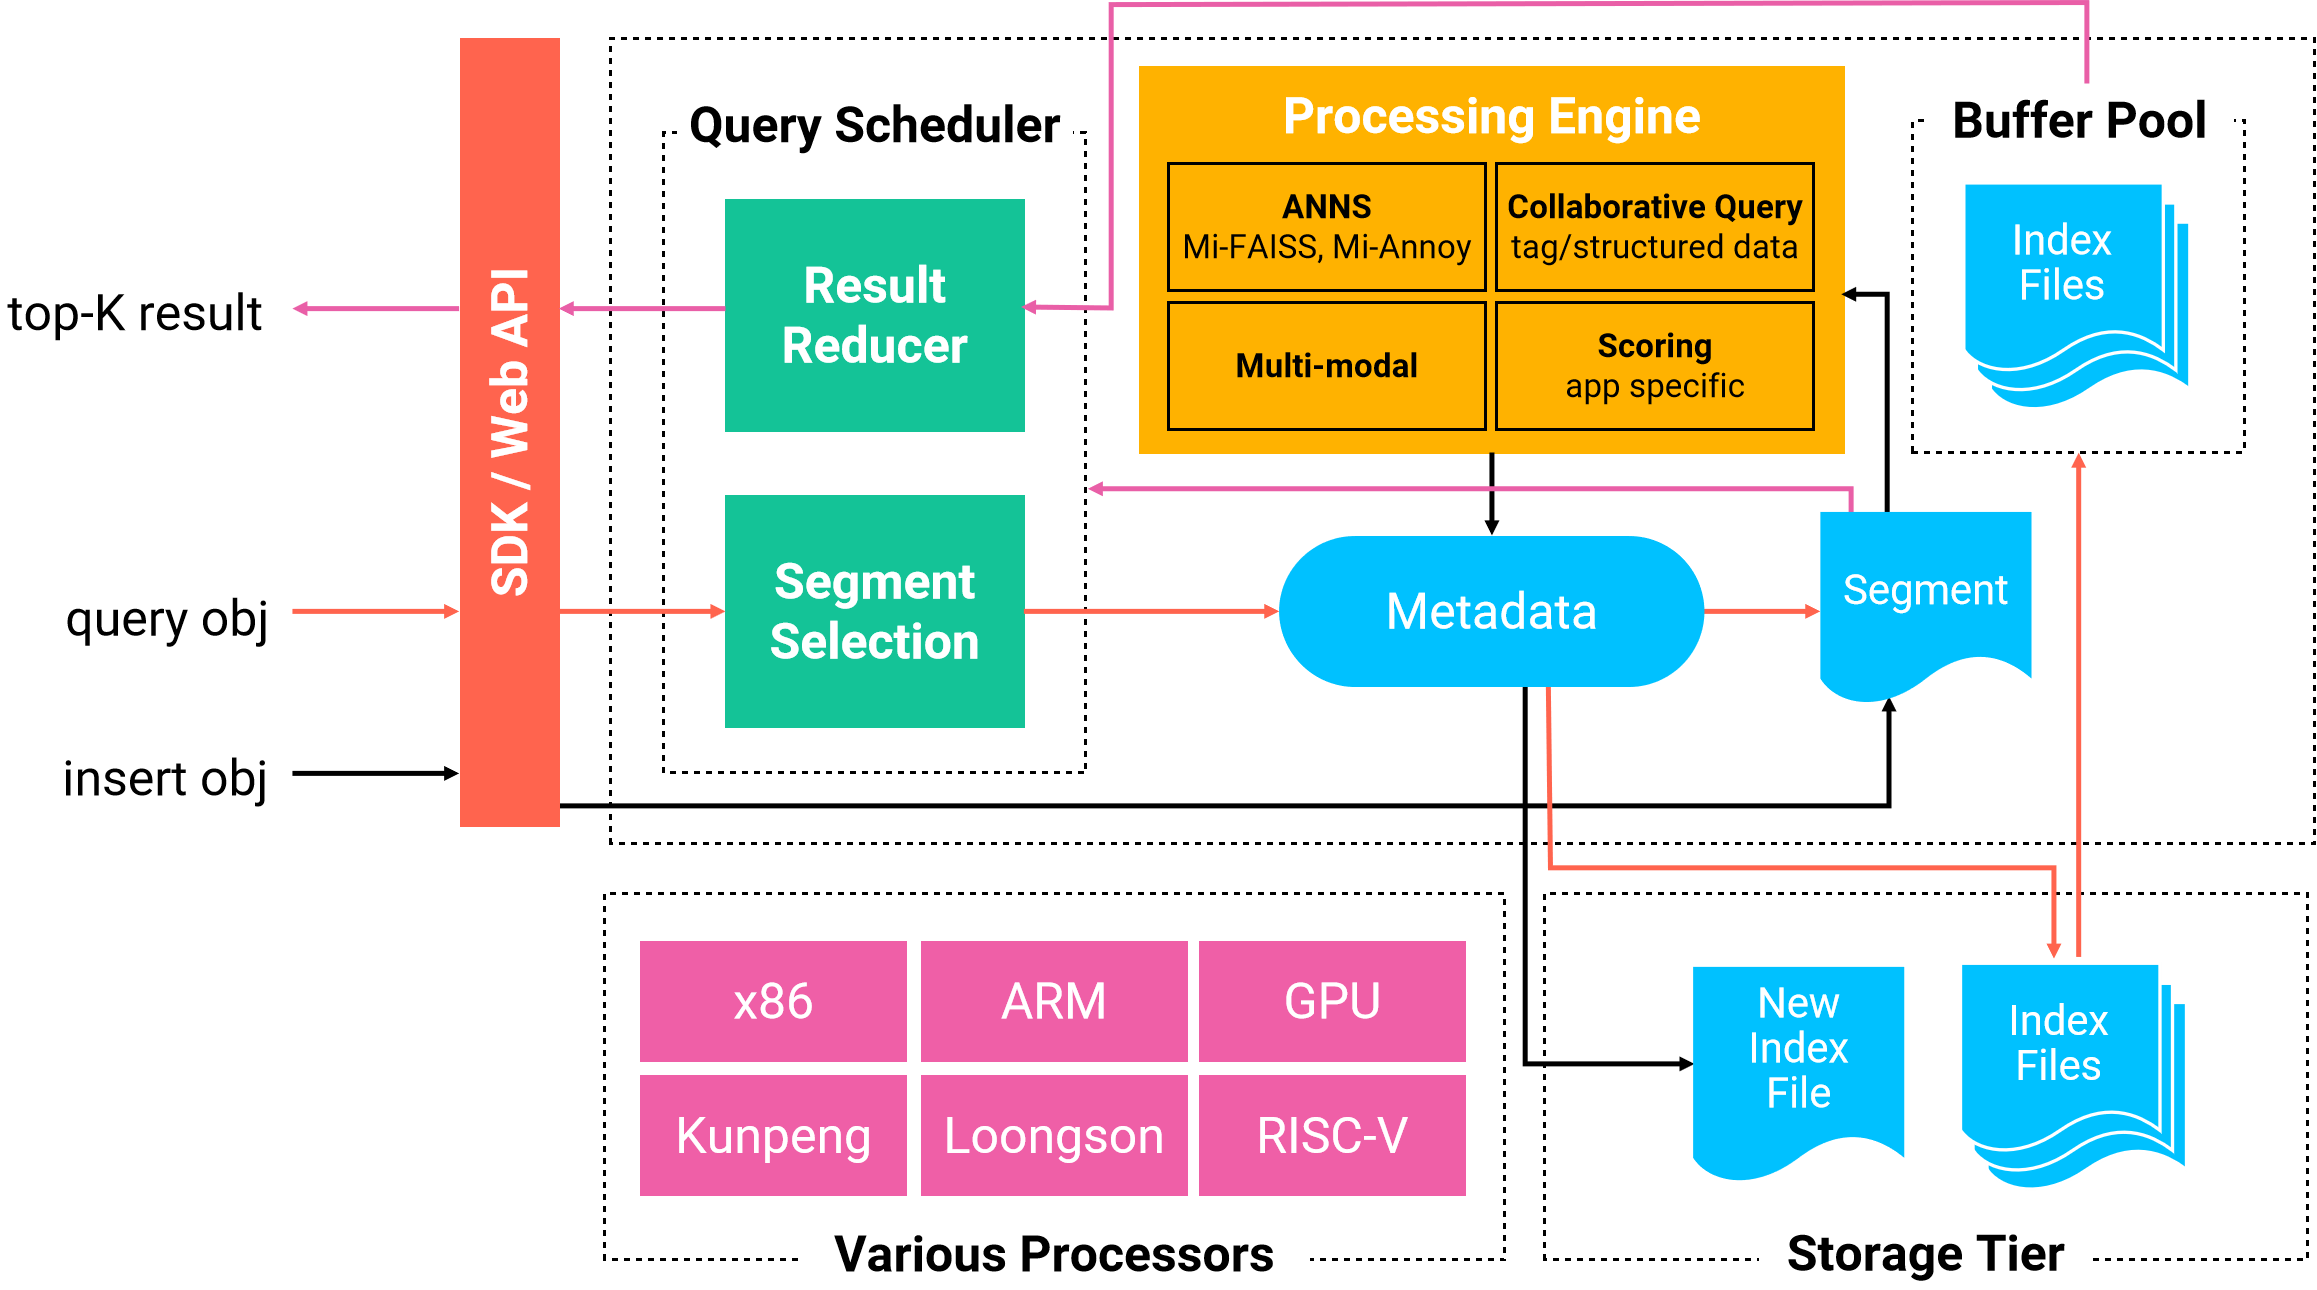 top-K result
query obj
insert obj
SDK / Web API
Query Scheduler
Result
Reducer
Segment
Selection
Processing Engine
ANNS
Mi-FAISS, Mi-Annoy
Collaborative Query
tag/structured data
Multi-modal
Scoring
app specific
Buffer Pool
Index
Files
Metadata
Segment
x86
ARM
GPU
Kunpeng
Loongson
RISC-V
Various Processors
New
Index
File
Index
Files
Storage Tier